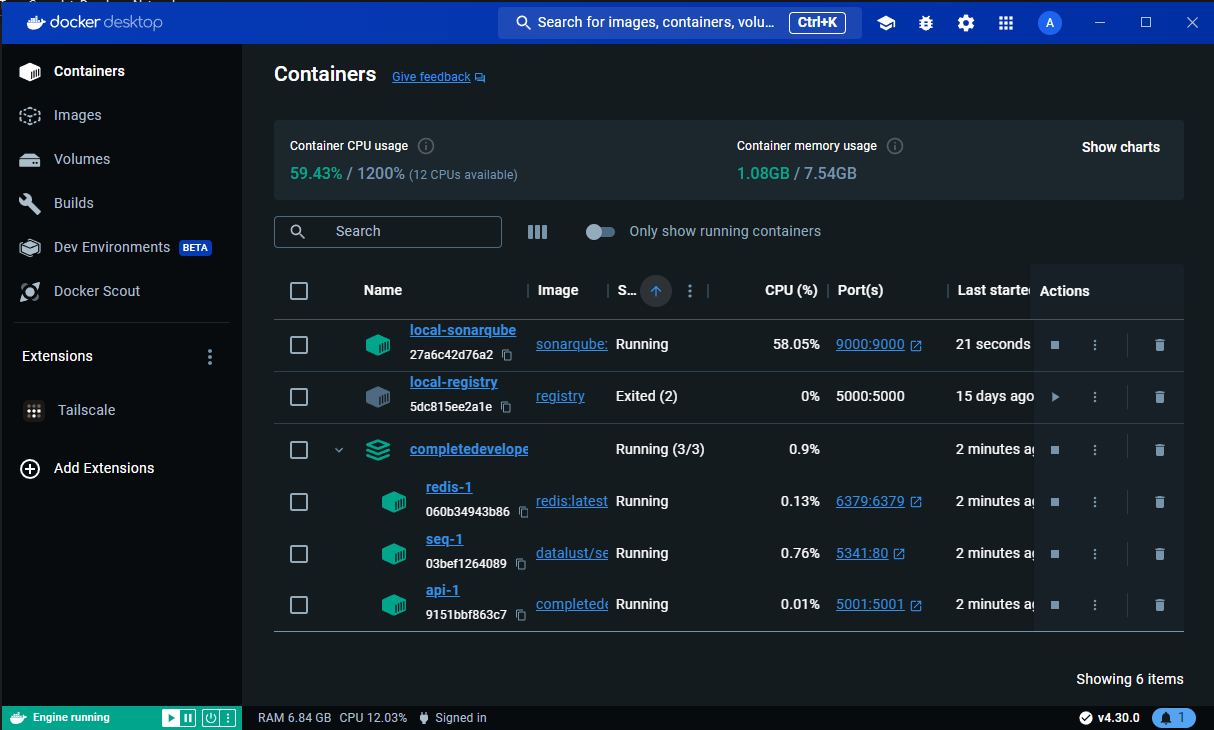 docker desktop
Search for images, containers, volu...
Ctrl+K
A
Containers
Images
Volumes
Builds
Dev Environments BETA
Docker Scout
Extensions
Tailscale
Add Extensions
Containers Give feedback
Container CPU usage
59.43% / 1200% (12 CPUs available)
Container memory usage
1.08GB / 7.54GB
Show charts
Search
Only show running containers
Name Image S... CPU (%) Port(s) Last starte Actions
local-sonarqube
27a6c42d76a2 sonarqube: Running 58.05% 9000:9000 21 seconds
local-registry
5dc815ee2a1e registry Exited (2) 0% 5000:5000 15 days ago
completedevelope Running (3/3) 0.9% 2 minutes ag
redis-1
060b34943b86 redis:latest Running 0.13% 6379:6379 2 minutes ag
seq-1
03bef1264089 datalust/se Running 0.76% 5341:80 2 minutes ag
api-1
9151bbf863c7 completede Running 0.01% 5001:5001 2 minutes ag
Showing 6 items
Engine running
RAM 6.84 GB CPU 12.03% Signed in
v4.30.0
1